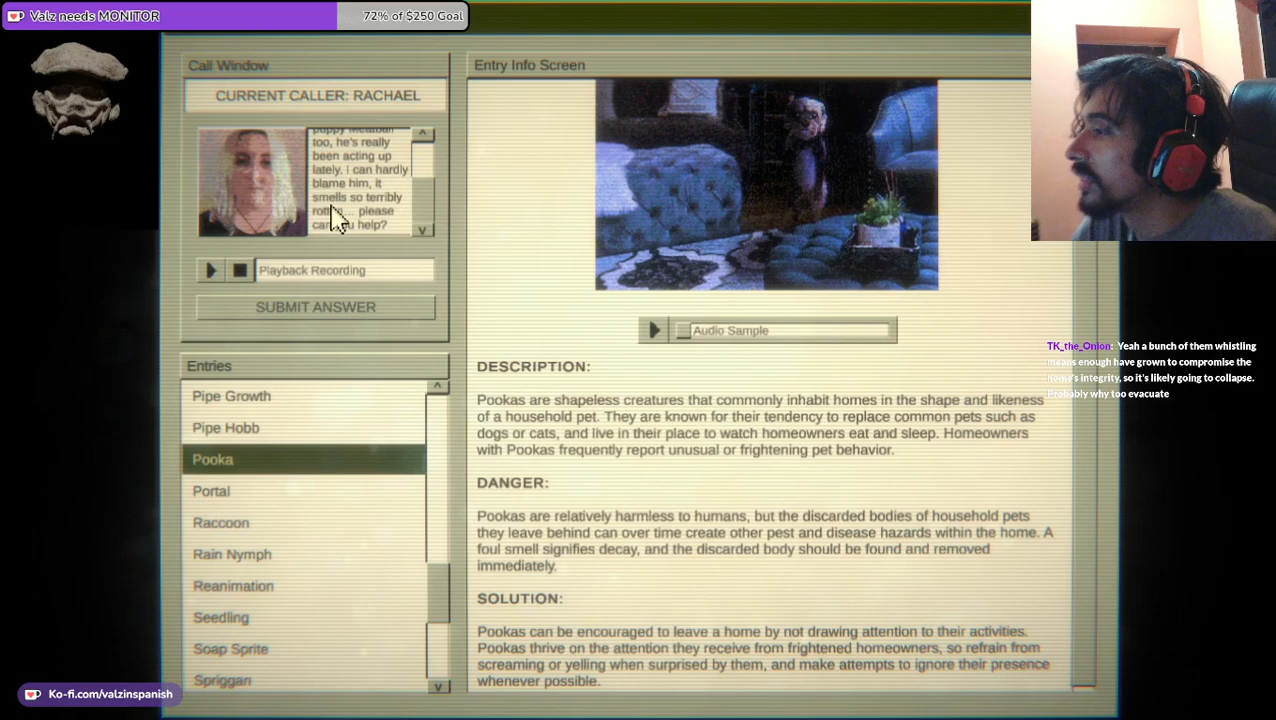 Valz needs MONITOR
72% of $250 Goal
Call Window
CURRENT CALLER: RACHAEL
puppy Meatball
too, he's really
been acting up
lately. I can hardly
blame him, it
smells so terribly
please
help?
Playback Recording
SUBMIT ANSWER
Entries
Pipe Growth
Pipe Hobb
Pooka
Portal
Raccoon
Rain Nymph
Reanimation
Seedling
Soap Sprite
Spriggan
Ko-fi.com/valzinspanish
Entry Info Screen
Audio Sample
DESCRIPTION:
Pookas are shapeless creatures that commonly inhabit homes in the shape and likeness
of a household pet. They are known for their tendency to replace common pets such as
dogs or cats, and live in their place to watch homeowners eat and sleep. Homeowners
with Pookas frequently report unusual or frightening pet behavior.
DANGER:
Pookas are relatively harmless to humans, but the discarded bodies of household pets
they leave behind can over time create other pest and disease hazards within the home. A
foul smell signifies decay, and the discarded body should be found and removed
immediately.
SOLUTION:
Pookas can be encouraged to leave a home by not drawing attention to their activities.
Pookas thrive on the attention they receive from frightened homeowners, so refrain from
screaming or yelling when surprised by them, and make attempts to ignore their presence
whenever possible.
TK_the_Onion: Yeah a bunch of them whistling
means enough have grown to compromise the
home's integrity, so it's likely going to collapse.
Probably why too evacuate